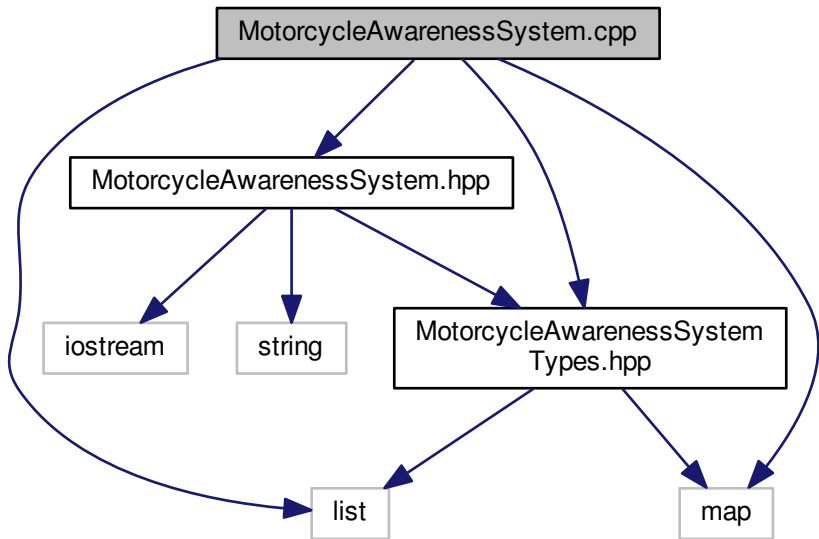 MotorcycleAwarenessSystem.cpp
MotorcycleAwarenessSystem.hpp
iostream
string
MotorcycleAwarenessSystem
Types.hpp
list
map